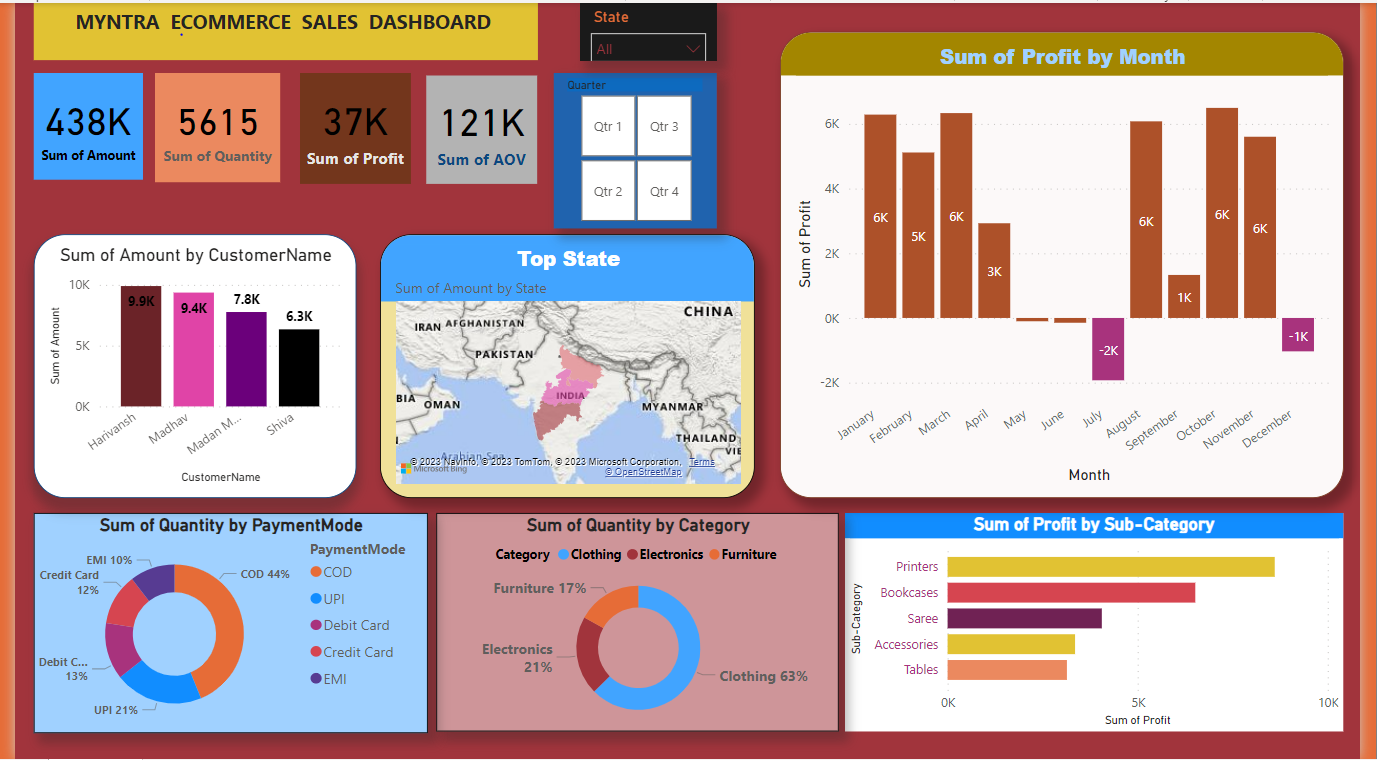 MYNTRA ECOMMERCE SALES DASHBOARD
State
All
438K
Sum of Amount
5615
Sum of Quantity
37K
Sum of Profit
121K
Sum of AOV
Quarter
Qtr 1
Qtr 3
Qtr 2
Qtr 4
Sum of Profit by Month
Sum of Profit
6K
4K
2K
0K
-2K
6K
5K
6K
3K
-2K
6K
1K
6K
6K
-1K
January
February
March
April
May
June
July
August
September
October
November
December
Month
Sum of Amount by CustomerName
Sum of Amount
10K
5K
0K
9.9K
9.4K
7.8K
6.3K
Harivansh
Madhav
Madan M...
Shiva
CustomerName
Top State
Sum of Amount by State
CHINA
IRAN
AFGHANISTAN
PAKISTAN
INDIA
BIA
OMAN
MYANMAR
THAILAND
VIE
Arabian Sea
© 2023 NavInfo, © 2023 TomTom, © 2023 Microsoft Corporation, Terms
Microsoft Bing
© OpenStreetMap
Sum of Quantity by PaymentMode
EMI 10%
Credit Card
12%
Debit C...
13%
UPI 21%
COD 44%
PaymentMode
COD
UPI
Debit Card
Credit Card
EMI
Sum of Quantity by Category
Category Clothing Electronics Furniture
Furniture 17%
Electronics
21%
Clothing 63%
Sum of Profit by Sub-Category
Sub-Category
Printers
Bookcases
Saree
Accessories
Tables
0K
5K
10K
Sum of Profit